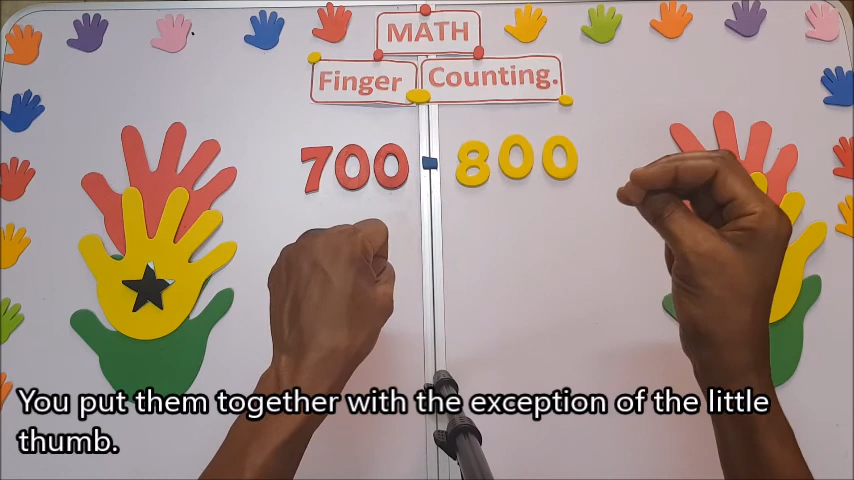 MATH
Finger Counting.
700 - 800
You put them together with the exception of the little
thumb.